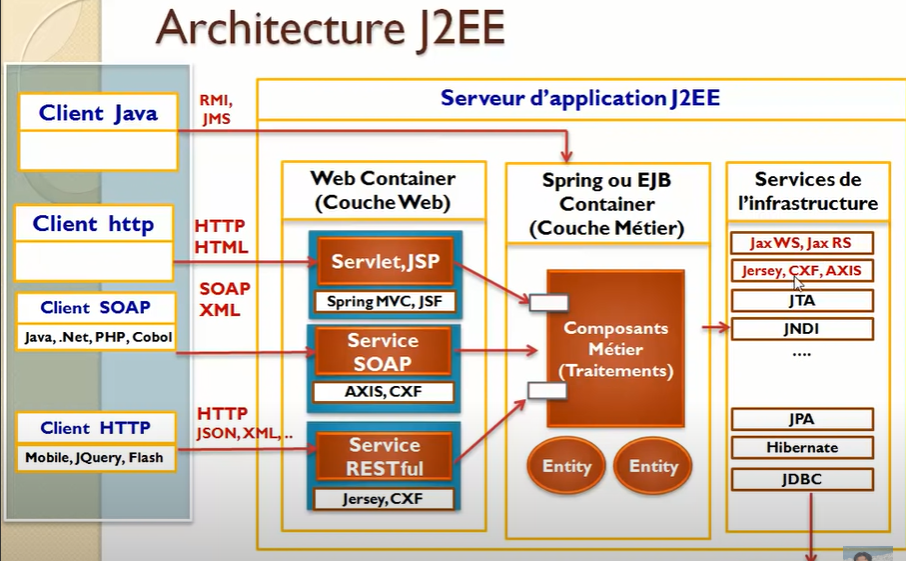 Architecture J2EE
Client Java
RMI,
JMS
Serveur d'application J2EE
Client http
HTTP
HTML
Client SOAP
Java, .Net, PHP, Cobol
SOAP
XML
Client HTTP
Mobile, JQuery, Flash
HTTP
JSON, XML, ..
Web Container
(Couche Web)
Servlet, JSP
Spring MVC, JSF
Service
SOAP
AXIS, CXF
Service
RESTful
Jersey, CXF
Spring ou EJB
Container
(Couche Métier)
Composants
Métier
(Traitements)
Entity
Entity
Services de
l'infrastructure
Jax WS, Jax RS
Jersey, CXF, AXIS
JTA
JNDI
....
JPA
Hibernate
JDBC